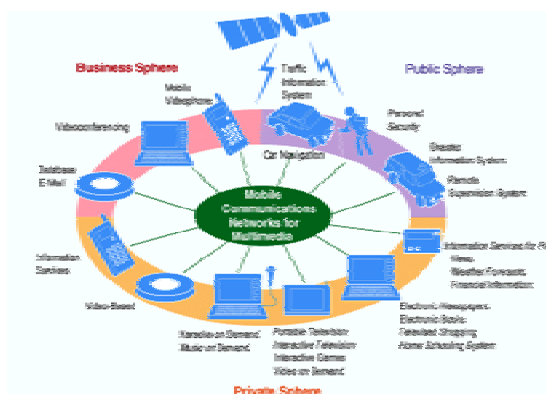 Business Sphere
Public Sphere
Traffic
Information
System
Mobile
Videophone
Personal
Security
Videoconferencing
Car Navigation
Disaster
Information System
Database
E-Mail
Remote
Supervision System
Mobile
Communications
Networks for
Multimedia
Information
Services
Information Services for
News
Weather Forecasts
Financial Information
Video
Karaoke on Demand
Music on Demand
Portable Television
Interactive Television
Interactive Games
Video on Demand
Electronic Newspapers
Electronic Books
Televised Shopping
Home Schooling System
Private Sphere